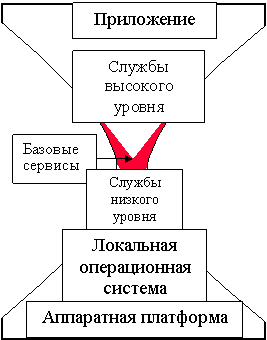 Приложение
Службы
высокого
уровня
Базовые
сервисы
Службы
низкого
уровня
Локальная
операционная
система
Аппаратная платформа